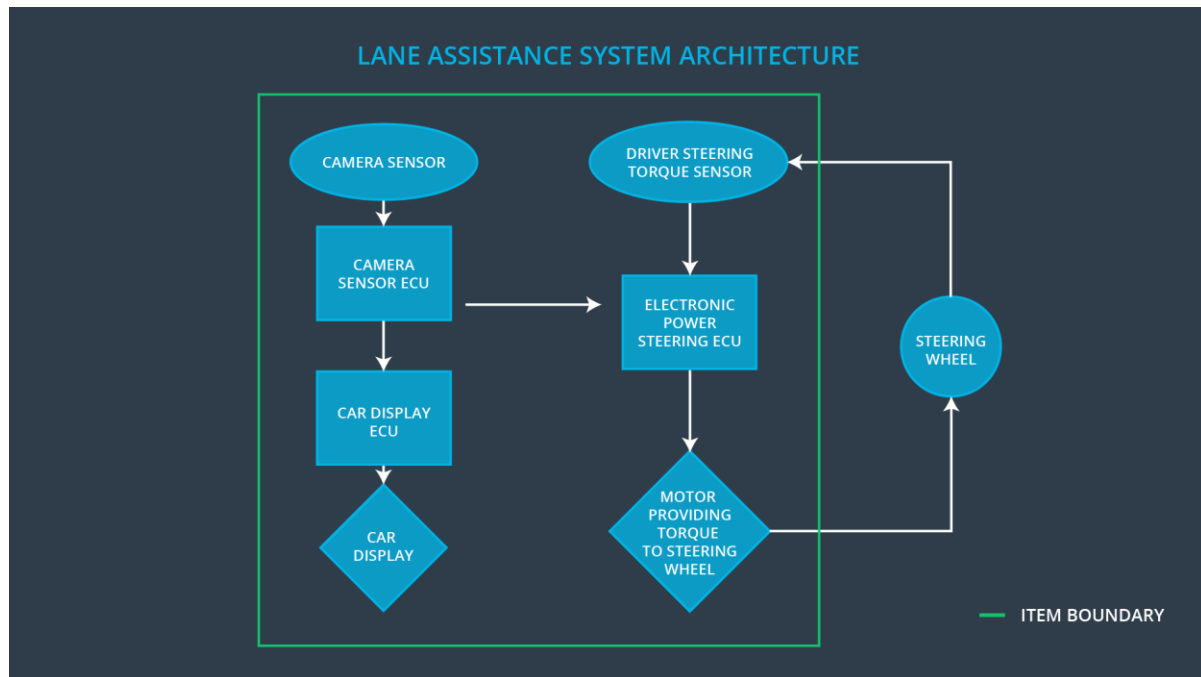 LANE ASSISTANCE SYSTEM ARCHITECTURE
CAMERA SENSOR
DRIVER STEERING
TORQUE SENSOR
CAMERA
SENSOR ECU
ELECTRONIC
POWER
STEERING ECU
STEERING
WHEEL
CAR DISPLAY
ECU
CAR
DISPLAY
MOTOR
PROVIDING
TORQUE
TO STEERING
WHEEL
ITEM BOUNDARY